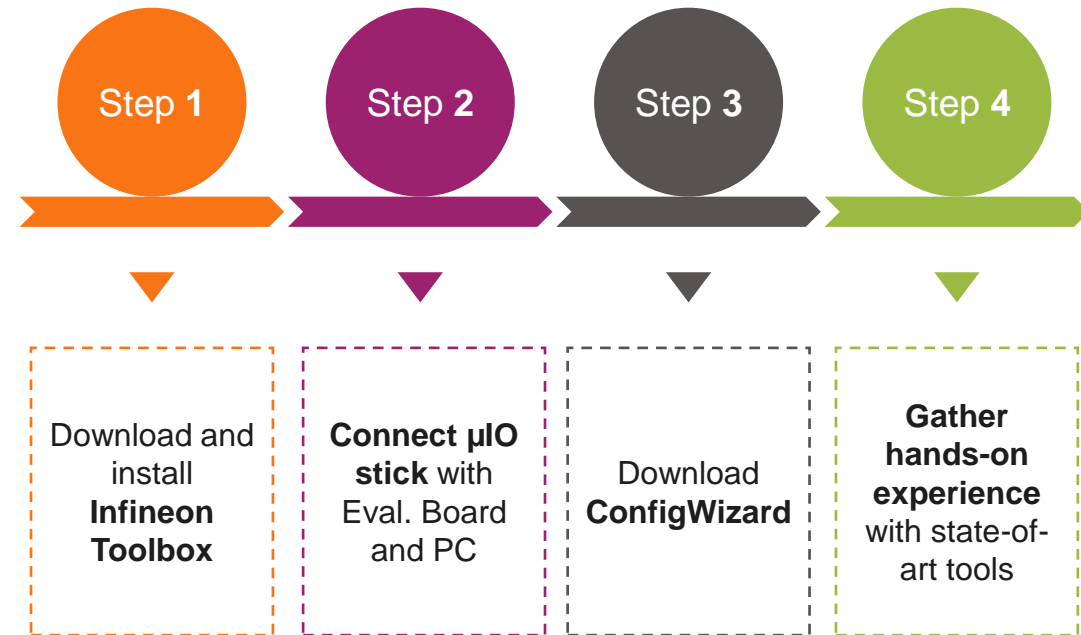 Step 1
Step 2
Step 3
Step 4
Download and
install
Infineon
Toolbox
Connect µIO
stick with
Eval. Board
and PC
Download
ConfigWizard
Gather
hands-on
experience
with state-of-
art tools